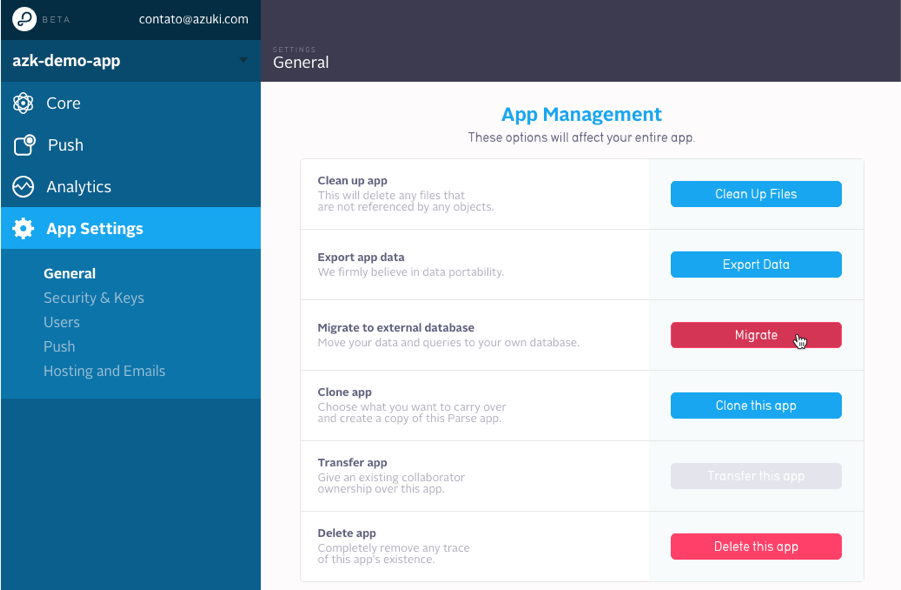 BETA
contato@azuki.com
azk-demo-app
Core
Push
Analytics
App Settings
General
Security & Keys
Users
Push
Hosting and Emails
SETTINGS
General
App Management
These options will affect your entire app.
Clean up app
This will delete any files that
are not referenced by any objects.
Clean Up Files
Export app data
We firmly believe in data portability.
Export Data
Migrate to external database
Move your data and queries to your own database.
Migrate
Clone app
Choose what you want to carry over
and create a copy of this Parse app.
Clone this app
Transfer app
Give an existing collaborator
ownership over this app.
Transfer this app
Delete app
Completely remove any trace
of this app's existence.
Delete this app